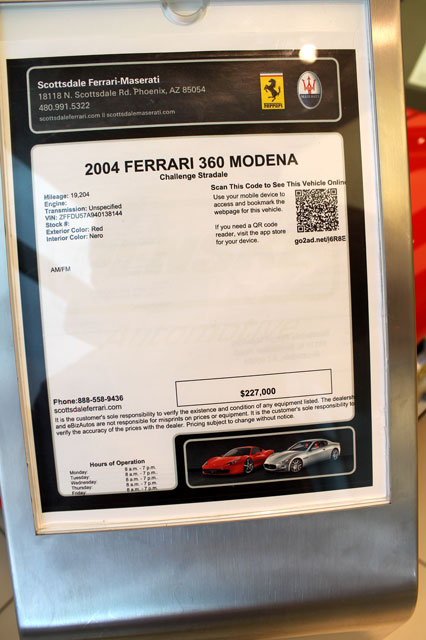 Scottsdale Ferrari-Maserati
18118 N. Scottsdale Rd. Phoenix, AZ 85054
480.991.5322
scottsdaleferrari.com || scottsdalemaserati.com
Ferrari
MASERATI
2004 FERRARI 360 MODENA
Challenge Stradale
Mileage: 19,204
Engine:
Transmission: Unspecified
VIN: ZFFDU57A940138144
Stock #:
Exterior Color: Red
Interior Color: Nero
Scan This Code to See This Vehicle Online
Use your mobile device to
access and bookmark the
webpage for this vehicle.
If you need a QR code
reader, visit the app store
for your device.
go2ad.net/j6R8E
AM/FM
Phone:888-558-9436
scottsdaleferrari.com
$227,000
It is the customer's sole responsibility to verify the existence and condition of any equipment listed. The dealersh
and eBizAutos are not responsible for misprints on prices or equipment. It is the customer's sole responsibility to
verify the accuracy of the prices with the dealer. Pricing subject to change without notice.
Hours of Operation
Monday: 8 a.m. - 7 p.m.
Tuesday: 8 a.m. - 7 p.m.
Wednesday: 8 a.m. - 7 p.m.
Thursday: 8 a.m. - 7 p.m.
Friday: 8 a.m. - 7 p.m.